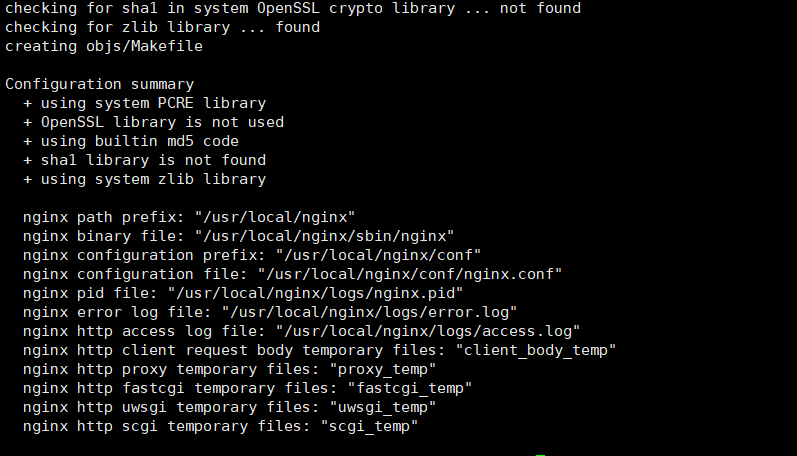 checking for sha1 in system OpenSSL crypto library ... not found
checking for zlib library ... found
creating objs/Makefile
Configuration summary
+ using system PCRE library
+ OpenSSL library is not used
+ using builtin md5 code
+ sha1 library is not found
+ using system zlib library
nginx path prefix: "/usr/local/nginx"
nginx binary file: "/usr/local/nginx/sbin/nginx"
nginx configuration prefix: "/usr/local/nginx/conf"
nginx configuration file: "/usr/local/nginx/conf/nginx.conf"
nginx pid file: "/usr/local/nginx/logs/nginx.pid"
nginx error log file: "/usr/local/nginx/logs/error.log"
nginx http access log file: "/usr/local/nginx/logs/access.log"
nginx http client request body temporary files: "client_body_temp"
nginx http proxy temporary files: "proxy_temp"
nginx http fastcgi temporary files: "fastcgi_temp"
nginx http uwsgi temporary files: "uwsgi_temp"
nginx http scgi temporary files: "scgi_temp"